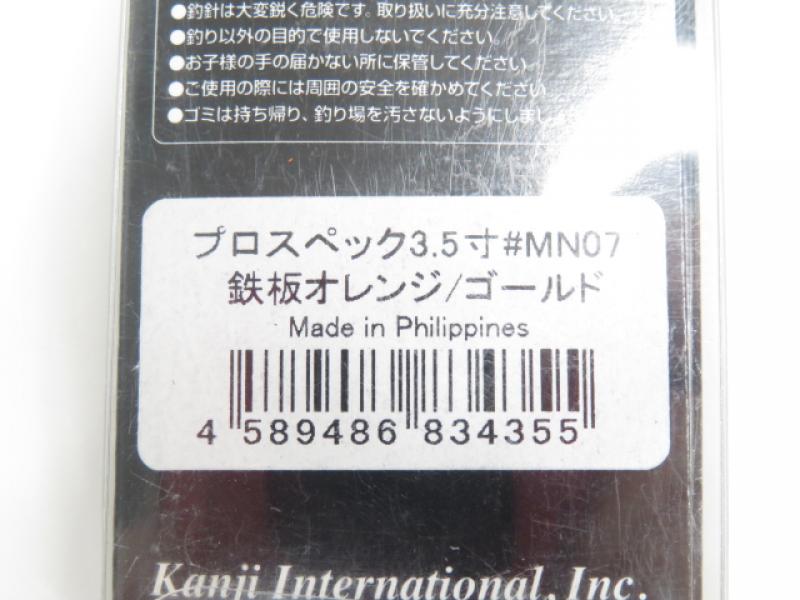 ●釣針は大変鋭く危険です。取り扱いに充分注意してください。
●釣り以外の目的で使用しないでください。
●お子様の手の届かない所に保管してください。
●ご使用の際には周囲の安全を確かめてください。
●ゴミは持ち帰り、釣り場を汚さないようにしましょう
プロスペック3.5寸#MN07
鉄板オレンジ/ゴールド
Made in Philippines
4 589486 834355
Kanji International, Inc.